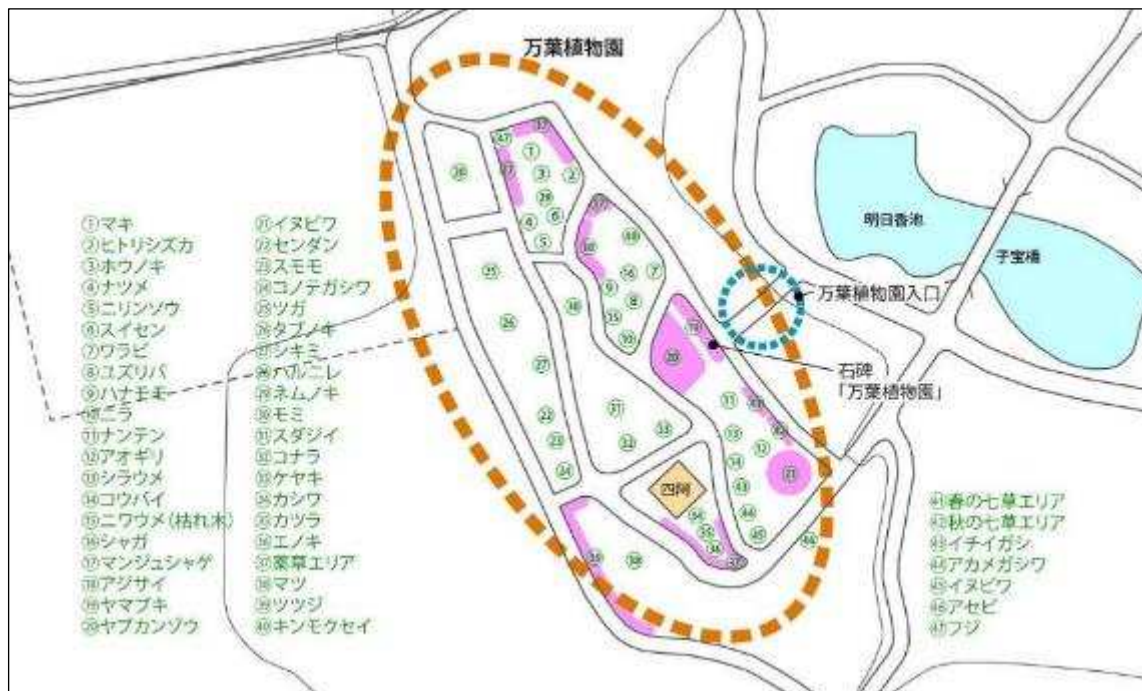 万葉植物園
明日香池
子宝橋
万葉植物園入口
石碑
「万葉植物園」
四阿
①マキ
②ヒトリシズカ
③ホウノキ
④ナツメ
⑤ニリンソウ
⑥スイセン
⑦ワラビ
⑧ユズリハ
⑨ハナモモ
⑩ニラ
⑪ナンテン
⑫アオギリ
⑬シラウメ
⑭コウバイ
⑮ニワウメ(枯れ木)
⑯シャガ
⑰マンジュシャゲ
⑱アジサイ
⑲ヤマブキ
⑳ヤブカンゾウ
㉑イヌビワ
㉒センダン
㉓スモモ
㉔コノテガシワ
㉕ツガ
㉖タブノキ
㉗シキミ
㉘ハルニレ
㉙ネムノキ
㉚モミ
㉛スダジイ
㉜コナラ
㉝ケヤキ
㉞カシワ
㉟カツラ
㊱エノキ
㊲薬草エリア
㊳マツ
㊴ツツジ
㊵キンモクセイ
㊶春の七草エリア
㊷秋の七草エリア
㊸イチイガシ
㊹アカメガシワ
㊺イヌビワ
㊻アセビ
㊼フジ